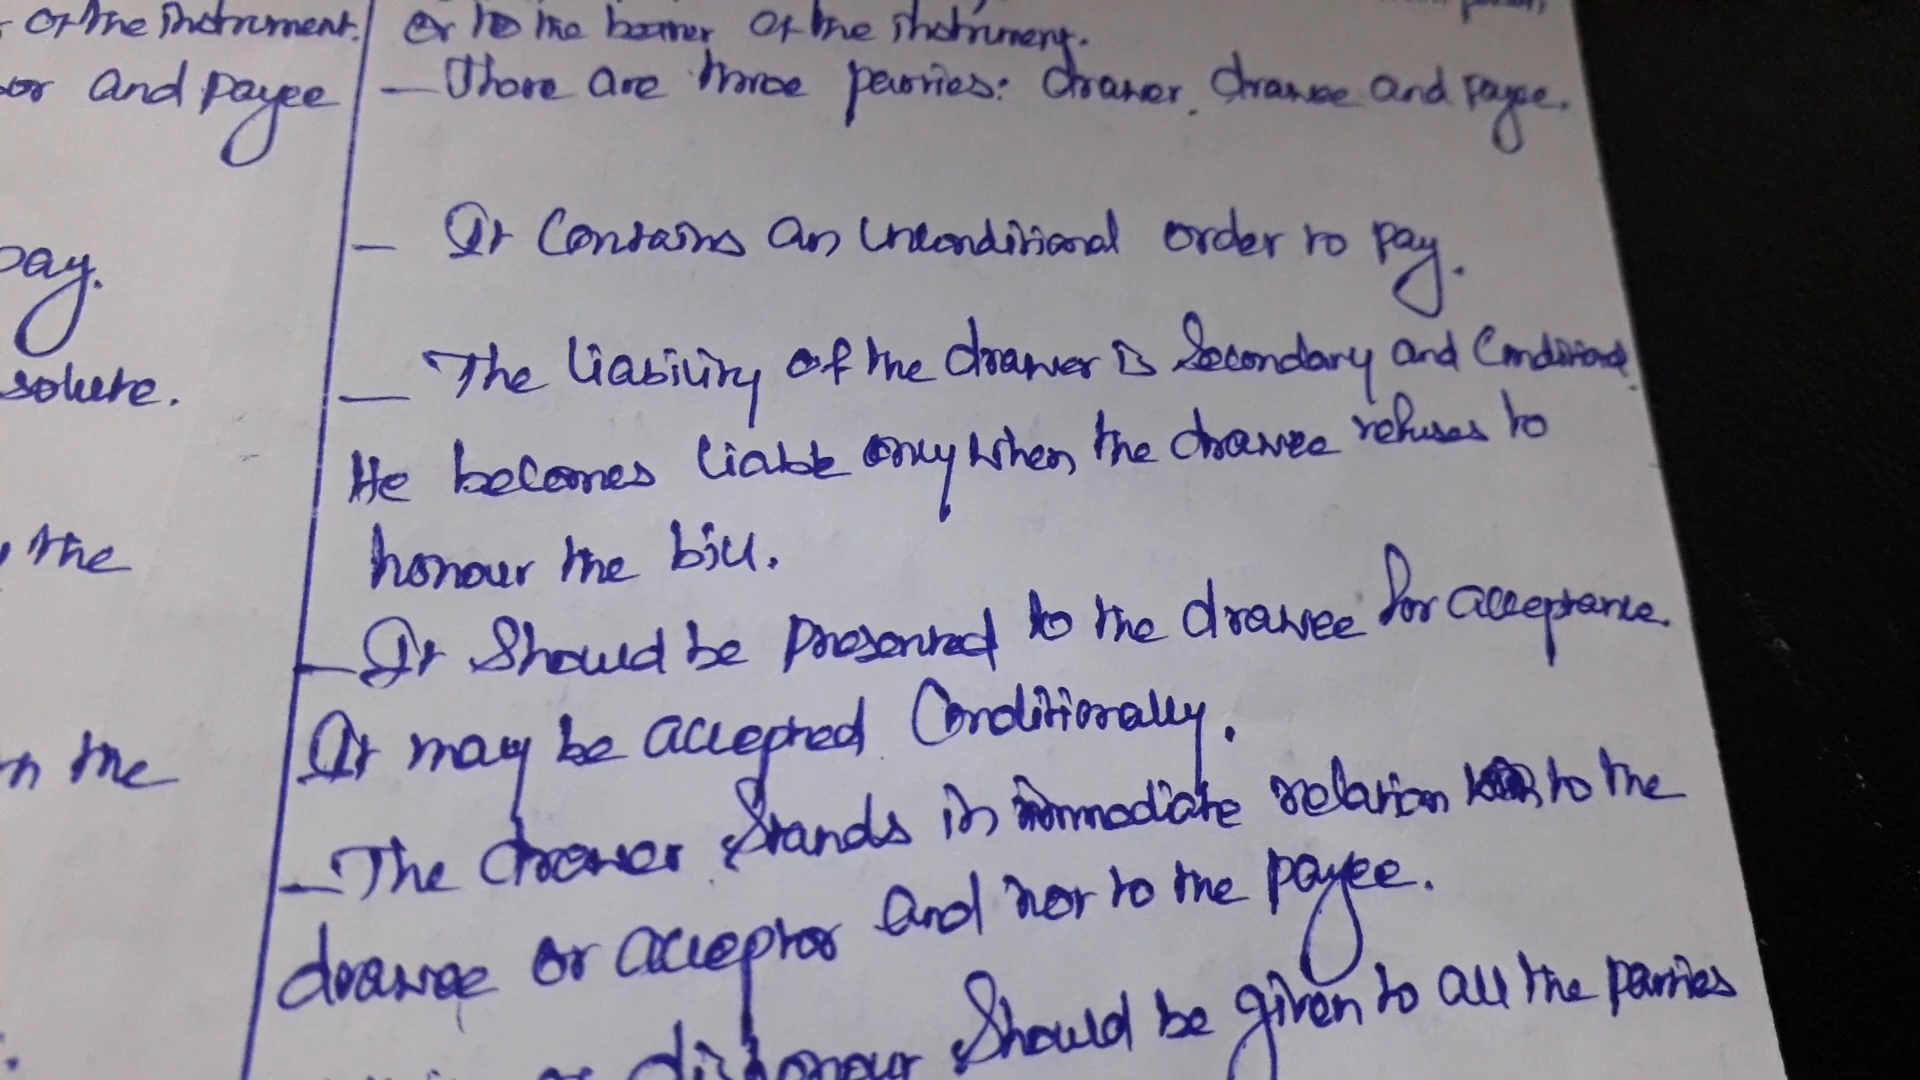 of the instrument.
and payee
pay.
solute.
the
the
or to the bearer of the instrument.
- There are three parties: drawer, drawee and payee.
- It contains an unconditional order to pay.
- The liability of the drawer is secondary and conditional.
He becomes liable only when the drawee refuses to
honour the bill.
- It should be presented to the drawee for acceptance.
It may be accepted conditionally.
- The drawer stands in immediate relation to the
drawee or acceptor and not to the payee.
dishonour should be given to all the parties